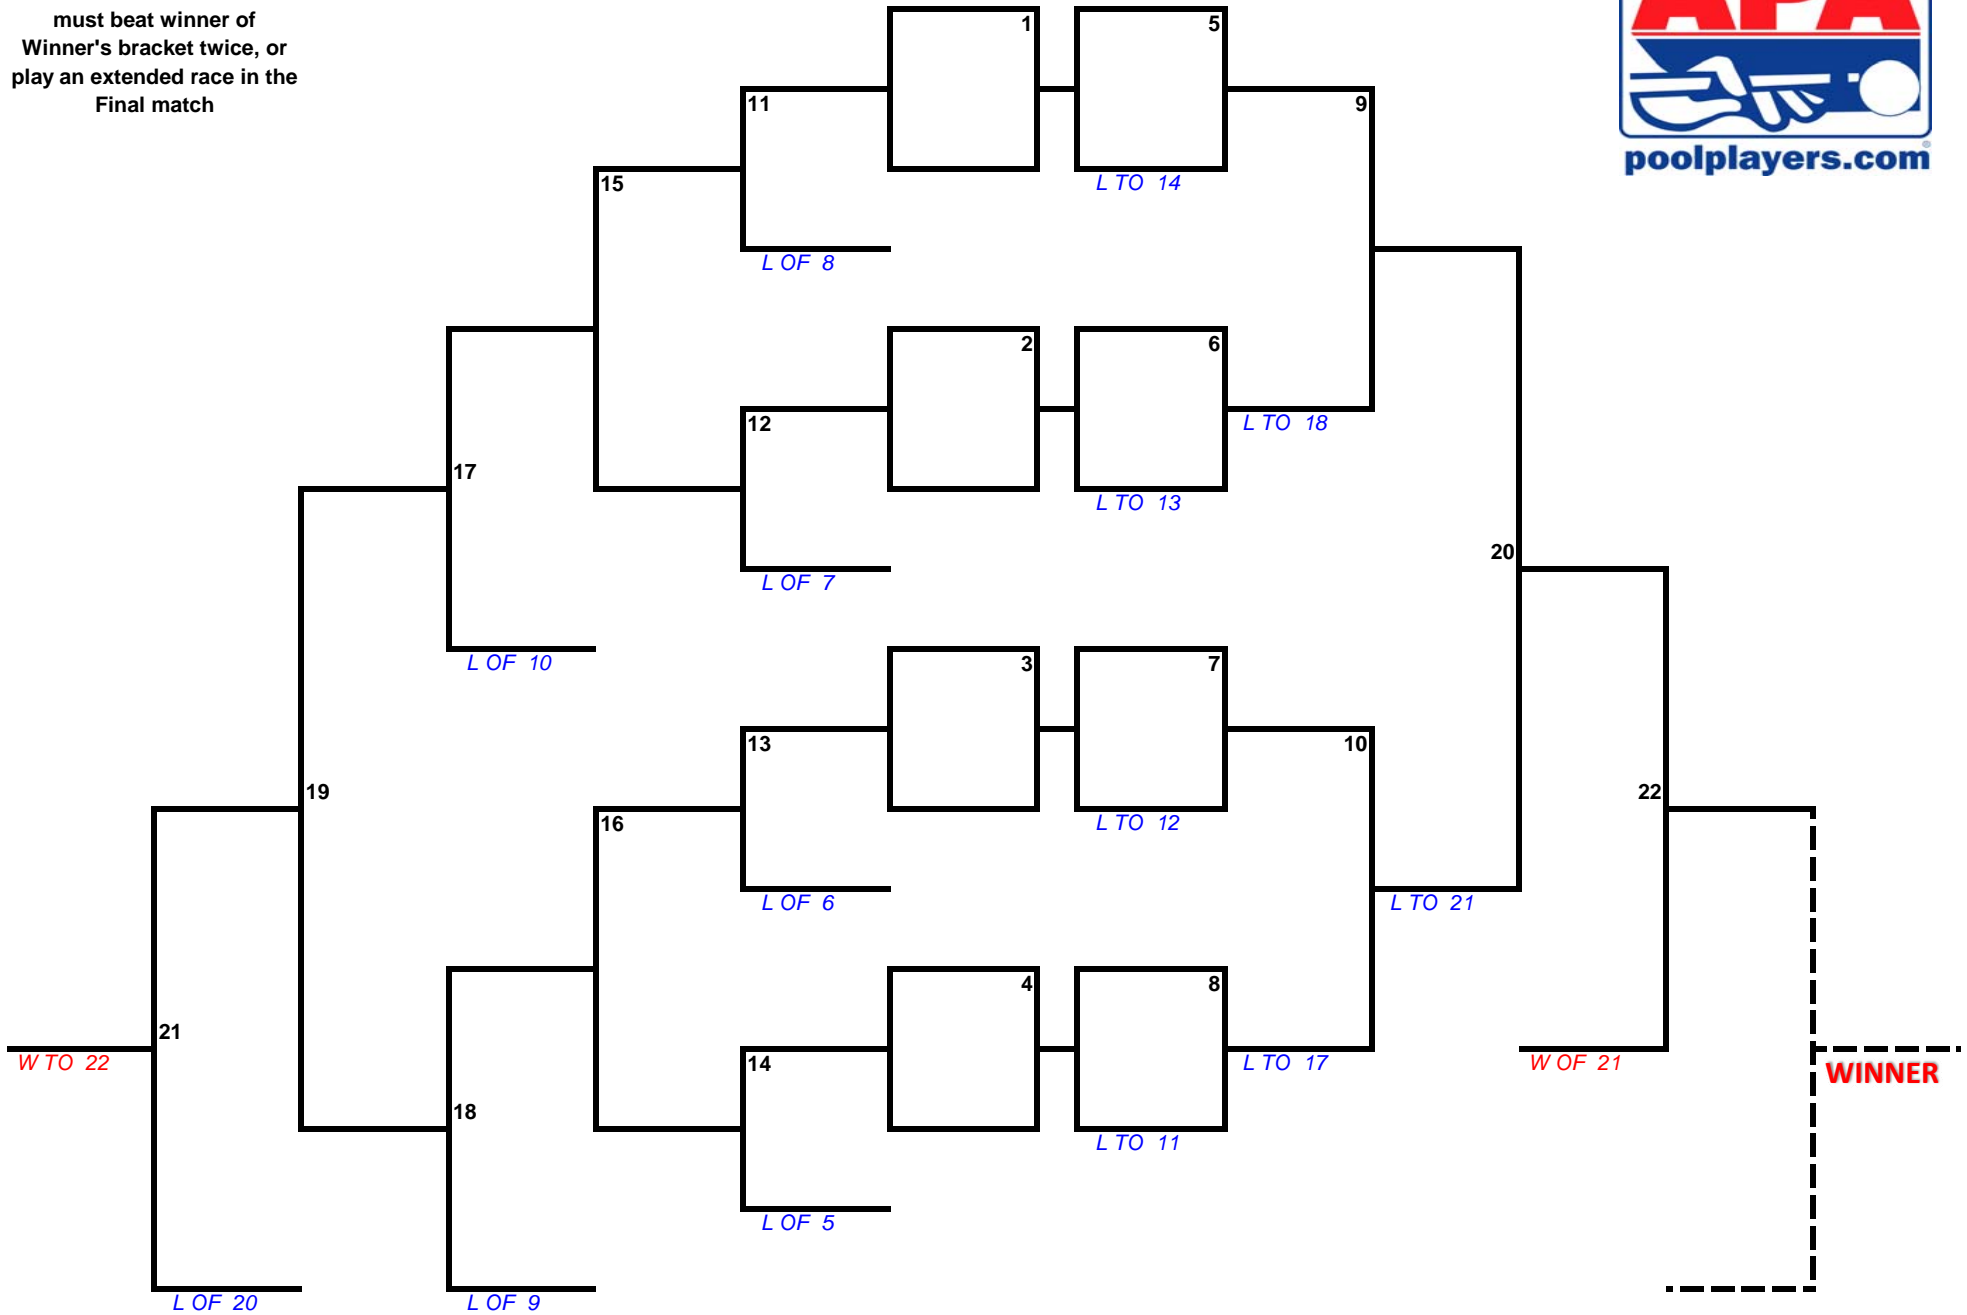 must beat winner of
Winner's bracket twice, or
play an extended race in the
Final match
APA
poolplayers.com
®
1
5
11
9
15
L TO 14
L OF 8
2
6
12
L TO 18
17
L TO 13
20
L OF 7
L OF 10
3
7
13
10
19
22
16
L TO 12
L OF 6
L TO 21
4
8
21
14
W TO 22
L TO 17
W OF 21
WINNER
18
L TO 11
L OF 5
L OF 20
L OF 9